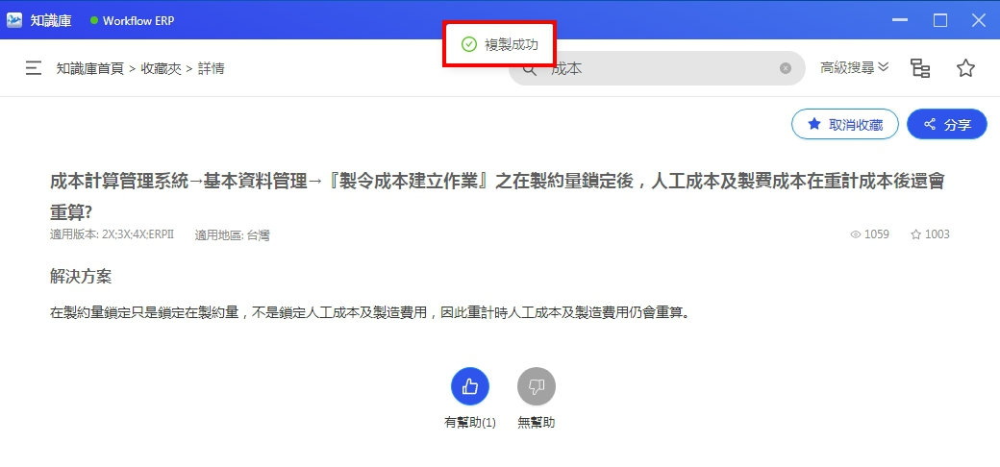 知識庫 Workflow ERP
複製成功
知識庫首頁 > 收藏夾 > 詳情 成本 高級搜尋
取消收藏 分享
成本計算管理系統→基本資料管理→『製令成本建立作業』之在製約量鎖定後，人工成本及製費成本在重計成本後還會
重算?
適用版本: 2X;3X;4X;ERPII 適用地區: 台灣 1059 1003
解決方案
在製約量鎖定只是鎖定在製約量，不是鎖定人工成本及製造費用，因此重計時人工成本及製造費用仍會重算。
有幫助(1) 無幫助